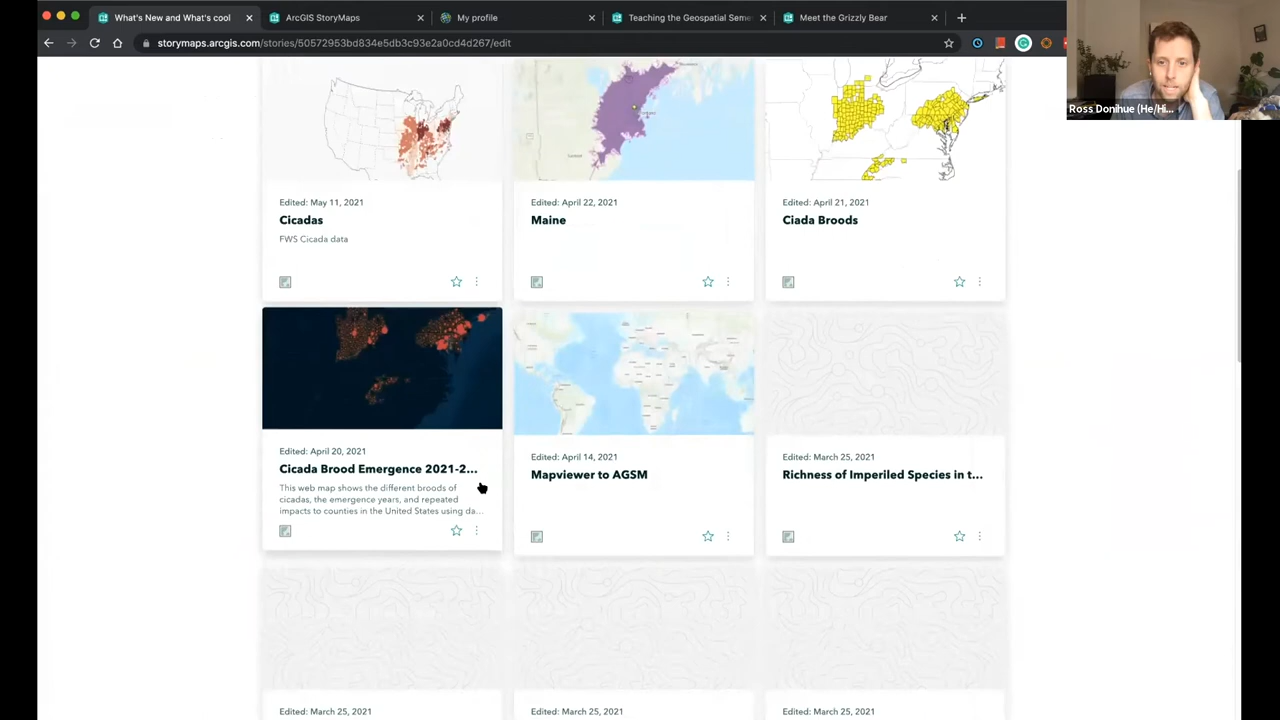 What's New and What's cool
ArcGIS StoryMaps
My profile
Teaching the Geospatial Seme
Meet the Grizzly Bear
storymaps.arcgis.com/stories/50572953bd834e5db3c93e2a0cd4d267/edit
Ross Donihue (He/Hi...
Edited: May 11, 2021
Cicadas
FWS Cicada data
Edited: April 22, 2021
Maine
Edited: April 21, 2021
Ciada Broods
Edited: April 20, 2021
Cicada Brood Emergence 2021-2...
This web map shows the different broods of
cicadas, the emergence years, and repeated
impacts to counties in the United States using da...
Edited: April 14, 2021
Mapviewer to AGSM
Edited: March 25, 2021
Richness of Imperiled Species in t...
Edited: March 25, 2021
Edited: March 25, 2021
Edited: March 25, 2021